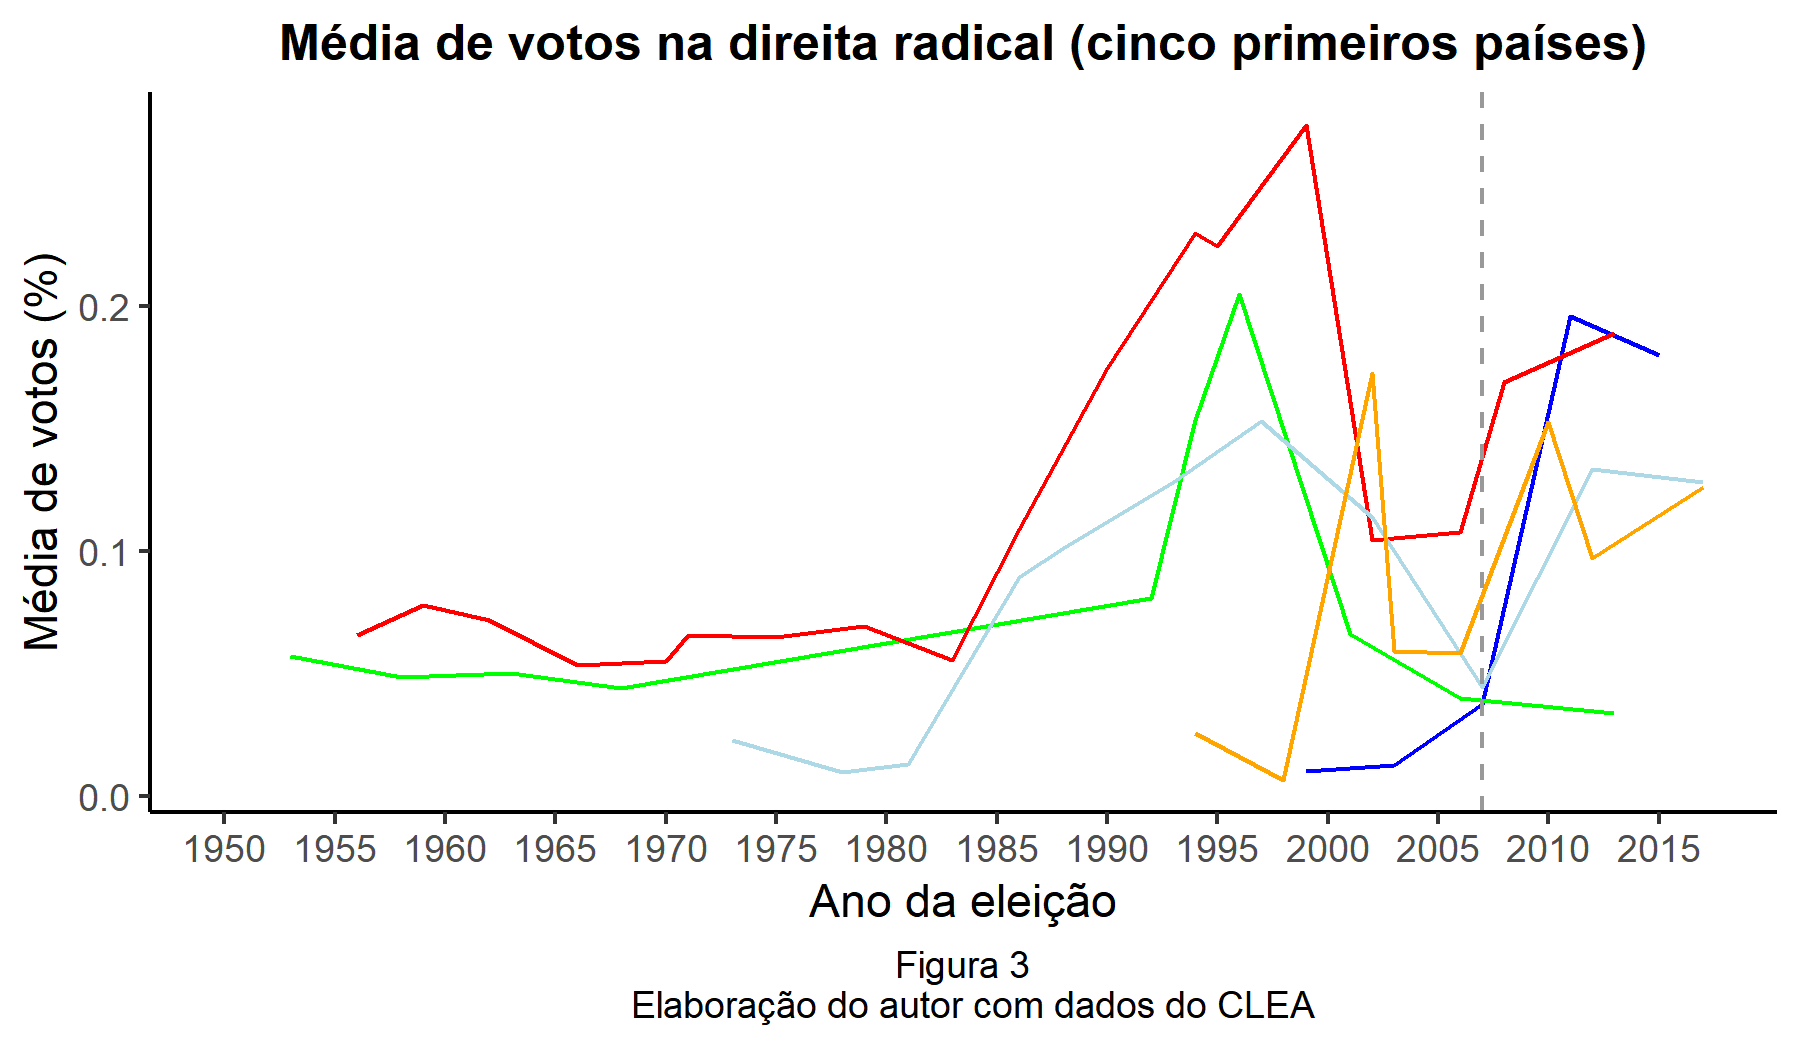 Média de votos na direita radical (cinco primeiros países)
Média de votos (%)
0.2
0.1
0.0
1950 1955 1960 1965 1970 1975 1980 1985 1990 1995 2000 2005 2010 2015
Ano da eleição
Figura 3
Elaboração do autor com dados do CLEA